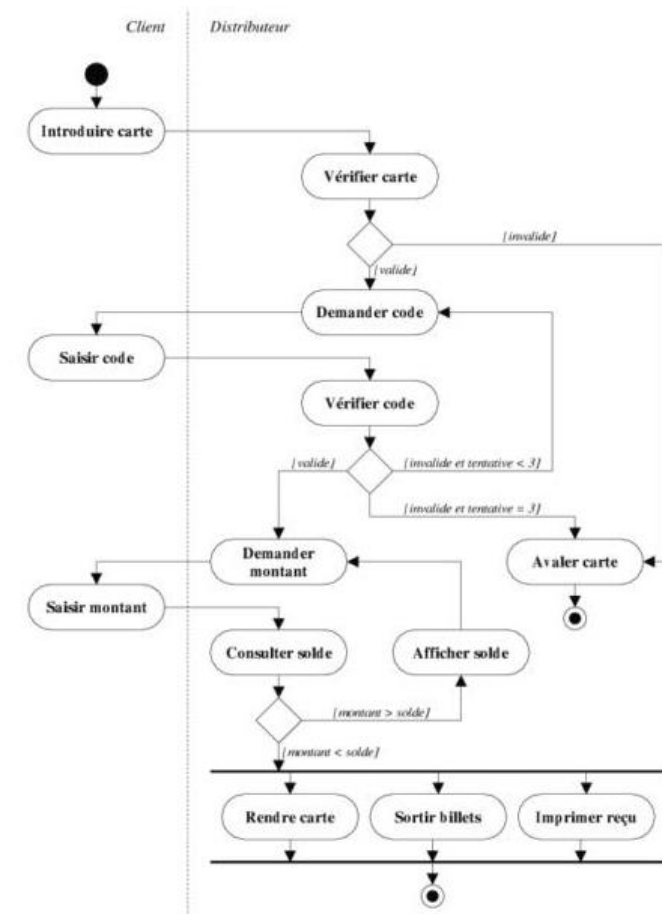 Client
Distributeur
Introduire carte
Vérifier carte
[invalide]
[valide]
Demander code
Saisir code
Vérifier code
[valide]
[invalide et tentative < 3]
[invalide et tentative = 3]
Demander
montant
Avaler carte
Saisir montant
Consulter solde
Afficher solde
[montant > solde]
[montant < solde]
Rendre carte
Sortir billets
Imprimer reçu